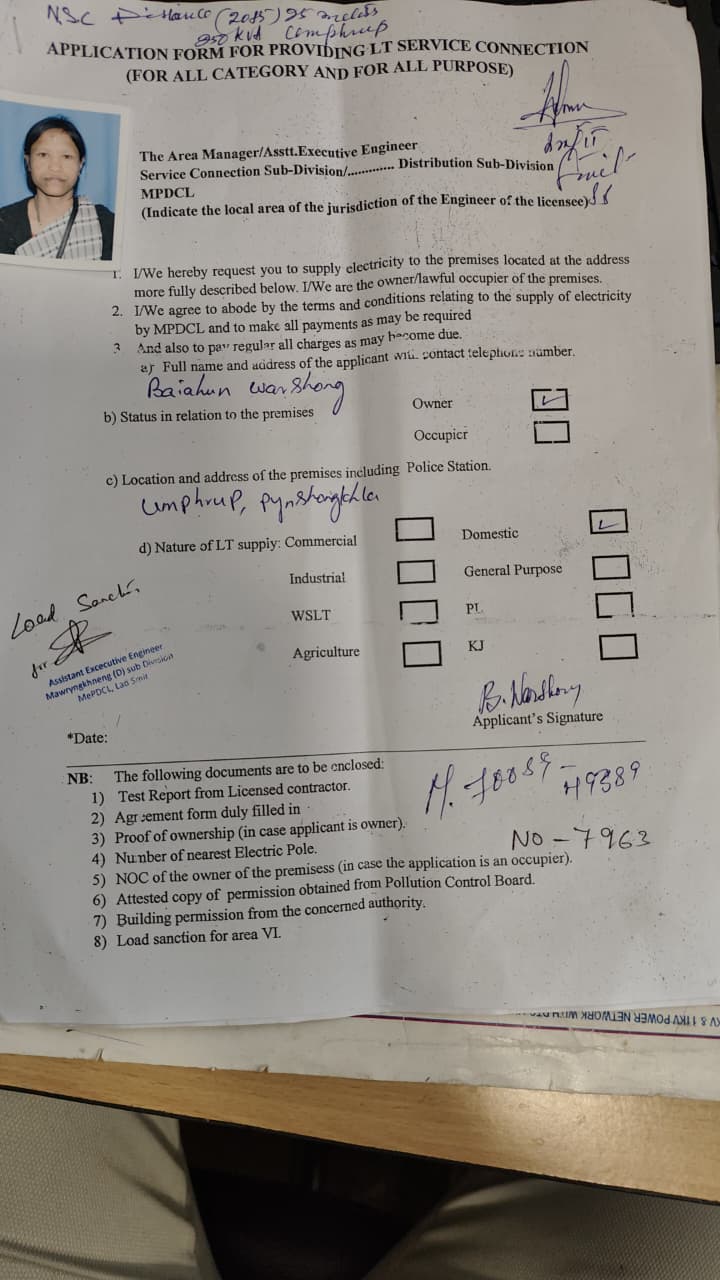 NSC Distance (2085) 25 meters
250 KVA Umphrup
APPLICATION FORM FOR PROVIDING LT SERVICE CONNECTION
(FOR ALL CATEGORY AND FOR ALL PURPOSE)
The Area Manager/Asstt.Executive Engineer
Service Connection Sub-Division/............. Distribution Sub-Division
MPDCL
(Indicate the local area of the jurisdiction of the Engineer of the licensee)
1. I/We hereby request you to supply electricity to the premises located at the address
more fully described below. I/We are the owner/lawful occupier of the premises.
2. I/We agree to abode by the terms and conditions relating to the supply of electricity
by MPDCL and to make all payments as may be required
3. And also to pay regular all charges as may become due.
a) Full name and address of the applicant with contact telephone number.
Baiahun warshong
b) Status in relation to the premises
Owner
Occupier
c) Location and address of the premises including Police Station.
umphrup, pynshongkhla
d) Nature of LT supply: Commercial
Domestic
Industrial
General Purpose
WSLT
PL
Agriculture
KJ
Load Sanct.
for
Assistant Excecutive Engineer
Mawryngkhneng (D) sub Division
MePDCL, Lad Smit
B. Warshong
Applicant's Signature
*Date:
NB: The following documents are to be enclosed:
1) Test Report from Licensed contractor.
2) Agreement form duly filled in
3) Proof of ownership (in case applicant is owner).
4) Number of nearest Electric Pole.
5) NOC of the owner of the premisess (in case the application is an occupier).
6) Attested copy of permission obtained from Pollution Control Board.
7) Building permission from the concerned authority.
8) Load sanction for area VI.
M. 70089-49389
NO - 7963